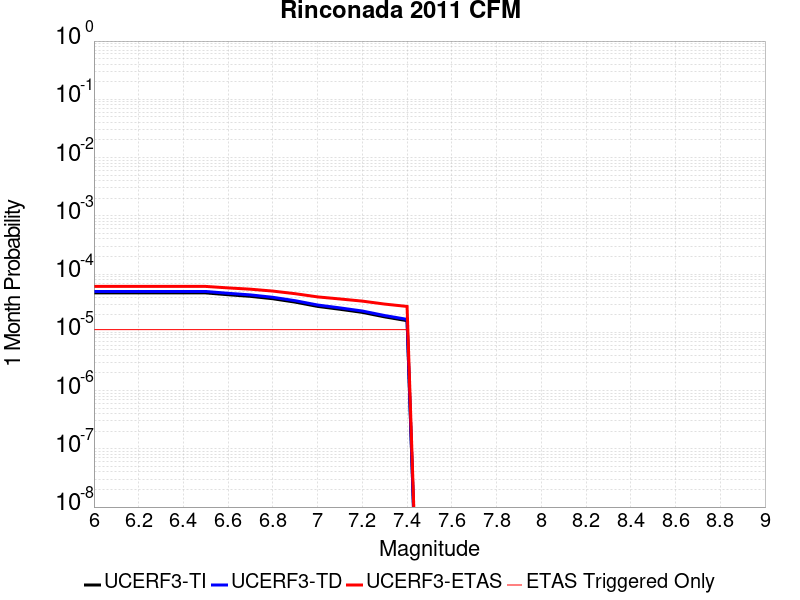 Rinconada 2011 CFM
1 Month Probability
10^0
10^-1
10^-2
10^-3
10^-4
10^-5
10^-6
10^-7
10^-8
6 6.2 6.4 6.6 6.8 7 7.2 7.4 7.6 7.8 8 8.2 8.4 8.6 8.8 9
Magnitude
UCERF3-TI UCERF3-TD UCERF3-ETAS ETAS Triggered Only